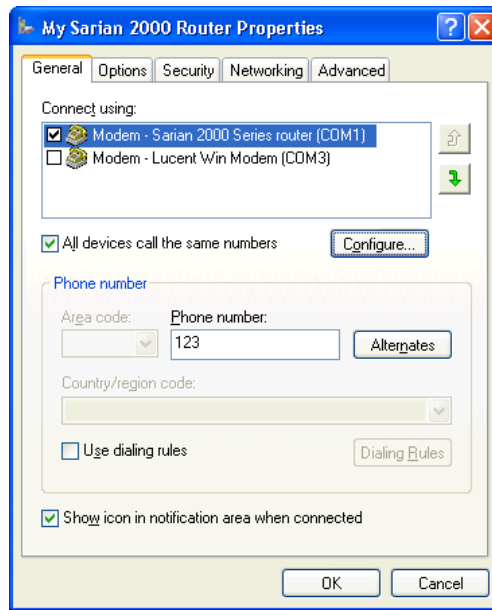 My Sarian 2000 Router Properties
General Options Security Networking Advanced
Connect using:
Modem - Sarian 2000 Series router (COM1)
Modem - Lucent Win Modem (COM3)
All devices call the same numbers Configure...
Phone number
Area code: Phone number:
123 Alternates
Country/region code:
Use dialing rules Dialing Rules
Show icon in notification area when connected
OK Cancel